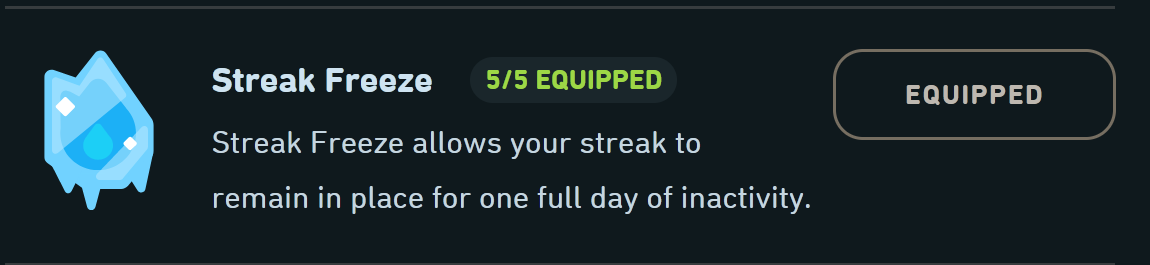 Streak Freeze 5/5 EQUIPPED
EQUIPPED
Streak Freeze allows your streak to
remain in place for one full day of inactivity.